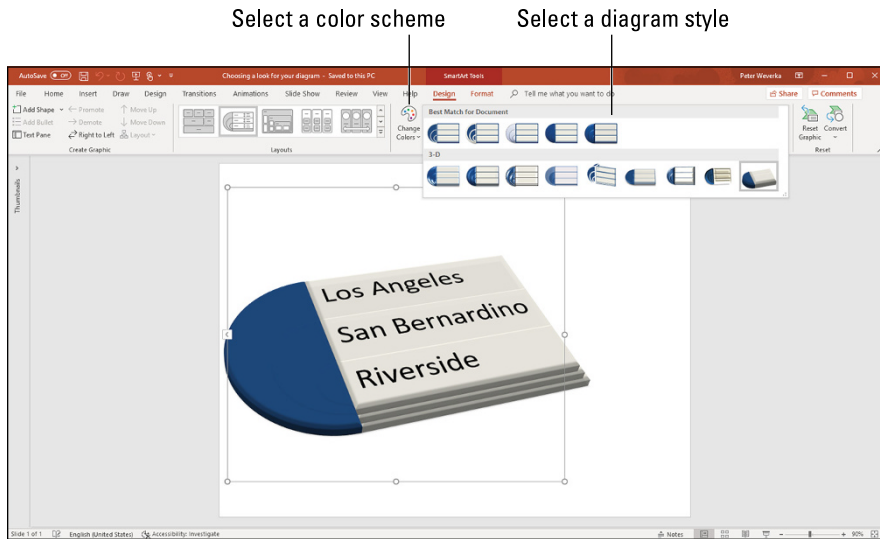 Select a color scheme Select a diagram style
AutoSave Off Choosing a look for your diagram - Saved to this PC SmartArt Tools Peter Weverka
File Home Insert Draw Design Transitions Animations Slide Show Review View Help Design Format Tell me what you want to do Share Comments
Add Shape Promote Move Up
Add Bullet Demote Move Down
Text Pane Right to Left Layout
Create Graphic
Layouts
Change
Colors
Best Match for Document
3-D
Reset Convert
Graphic
Reset
Thumbnails
Los Angeles
San Bernardino
Riverside
Slide 1 of 1 English (United States) Accessibility: Investigate Notes 90%